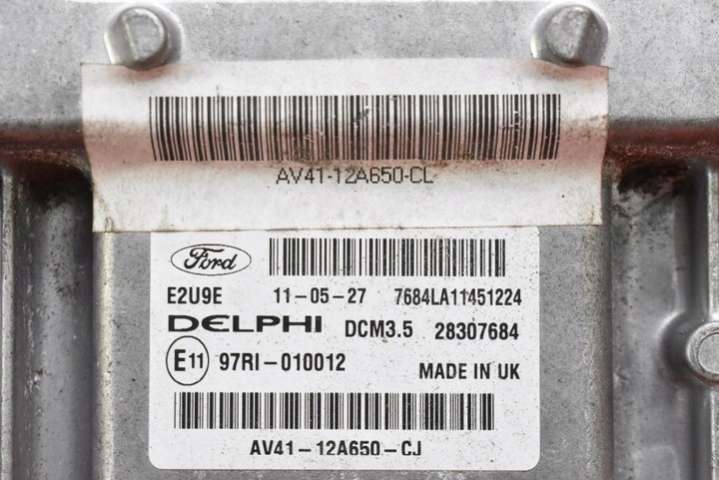 AV41-12A650-CL
Ford
E2U9E 11-05-27 7684LA11451224
DELPHI DCM3.5 28307684
E11 97RI-010012 MADE IN UK
AV41-12A650-CJ